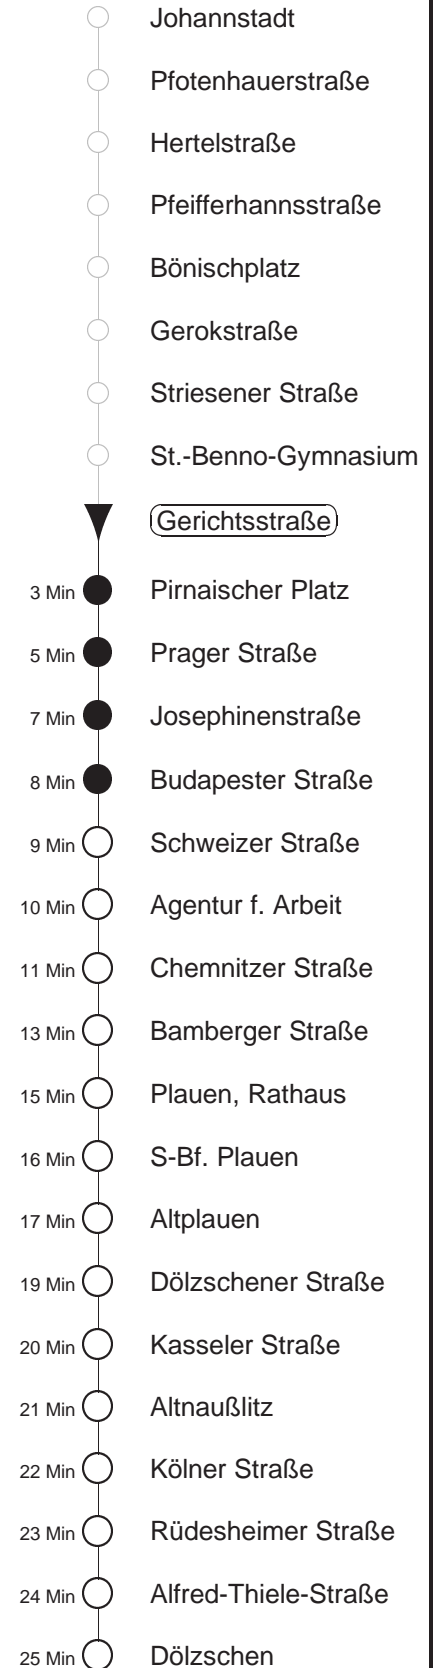 Johannstadt
Pfotenhauerstraße
Hertelstraße
Pfeifferhannsstraße
Bönischplatz
Gerokstraße
Striesener Straße
St.-Benno-Gymnasium
Gerichtsstraße
3 Min Pirnaischer Platz
5 Min Prager Straße
7 Min Josephinenstraße
8 Min Budapester Straße
9 Min Schweizer Straße
10 Min Agentur f. Arbeit
11 Min Chemnitzer Straße
13 Min Bamberger Straße
15 Min Plauen, Rathaus
16 Min S-Bf. Plauen
17 Min Altplauen
19 Min Dölzschener Straße
20 Min Kasseler Straße
21 Min Altnaußlitz
22 Min Kölner Straße
23 Min Rüdesheimer Straße
24 Min Alfred-Thiele-Straße
25 Min Dölzschen